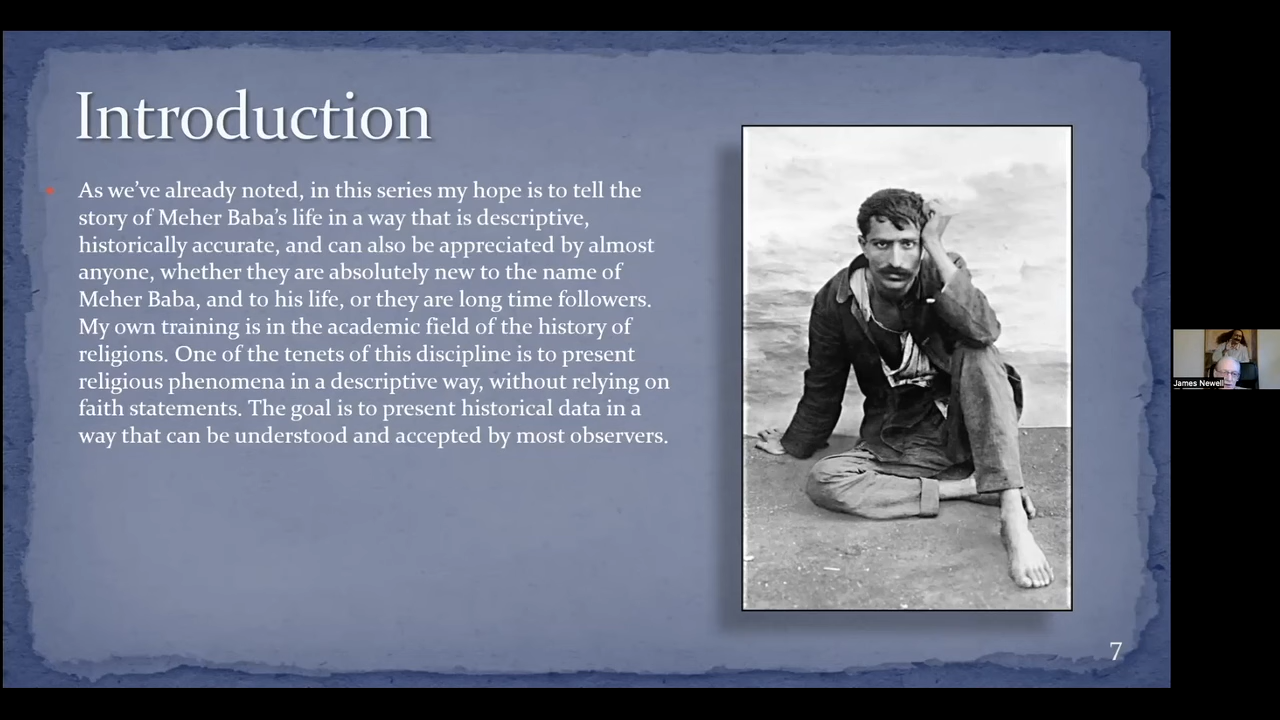 Introduction
As we’ve already noted, in this series my hope is to tell the
story of Meher Baba’s life in a way that is descriptive,
historically accurate, and can also be appreciated by almost
anyone, whether they are absolutely new to the name of
Meher Baba, and to his life, or they are long time followers.
My own training is in the academic field of the history of
religions. One of the tenets of this discipline is to present
religious phenomena in a descriptive way, without relying on
faith statements. The goal is to present historical data in a
way that can be understood and accepted by most observers.
James Newell
7